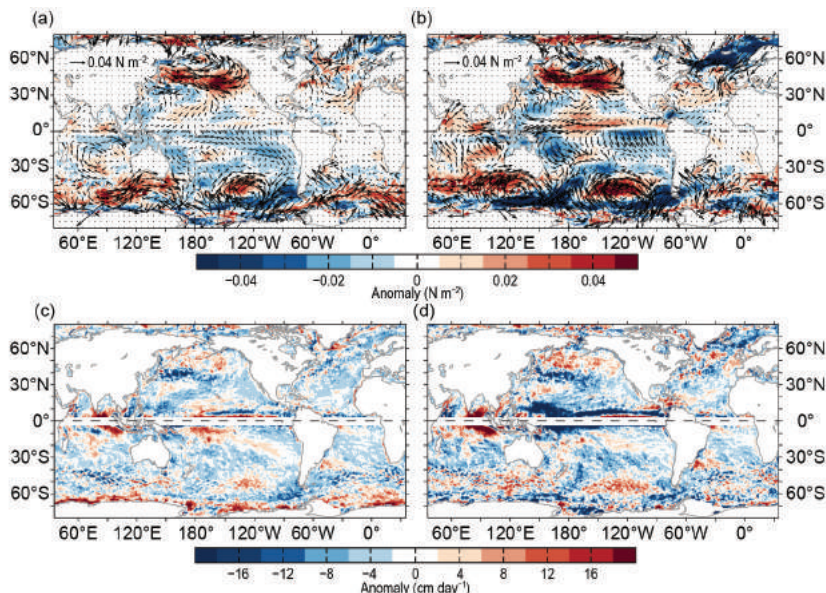 (a) (b)
0.04 N m⁻² 0.04 N m⁻²
60°N 60°N
30°N 30°N
0° 0°
30°S 30°S
60°S 60°S
60°E 120°E 180° 120°W 60°W 0° 60°E 120°E 180° 120°W 60°W 0°
−0.04 −0.02 0 0.02 0.04
Anomaly (N m⁻²)
(c) (d)
60°N 60°N
30°N 30°N
0° 0°
30°S 30°S
60°S 60°S
60°E 120°E 180° 120°W 60°W 0° 60°E 120°E 180° 120°W 60°W 0°
−16 −12 −8 −4 0 4 8 12 16
Anomaly (cm day⁻¹)